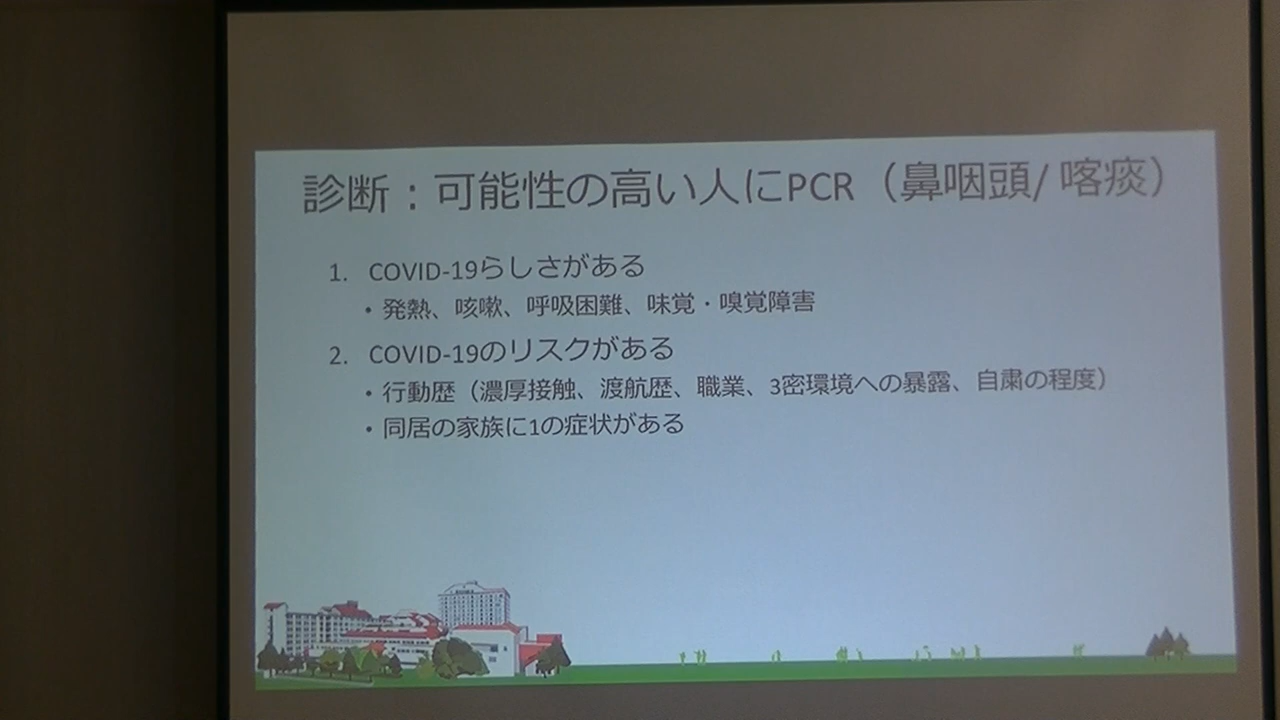 診断：可能性の高い人にPCR（鼻咽頭/ 喀痰）
1. COVID-19らしさがある
・発熱、咳嗽、呼吸困難、味覚・嗅覚障害
2. COVID-19のリスクがある
・行動歴（濃厚接触、渡航歴、職業、3密環境への暴露、自粛の程度）
・同居の家族に1の症状がある